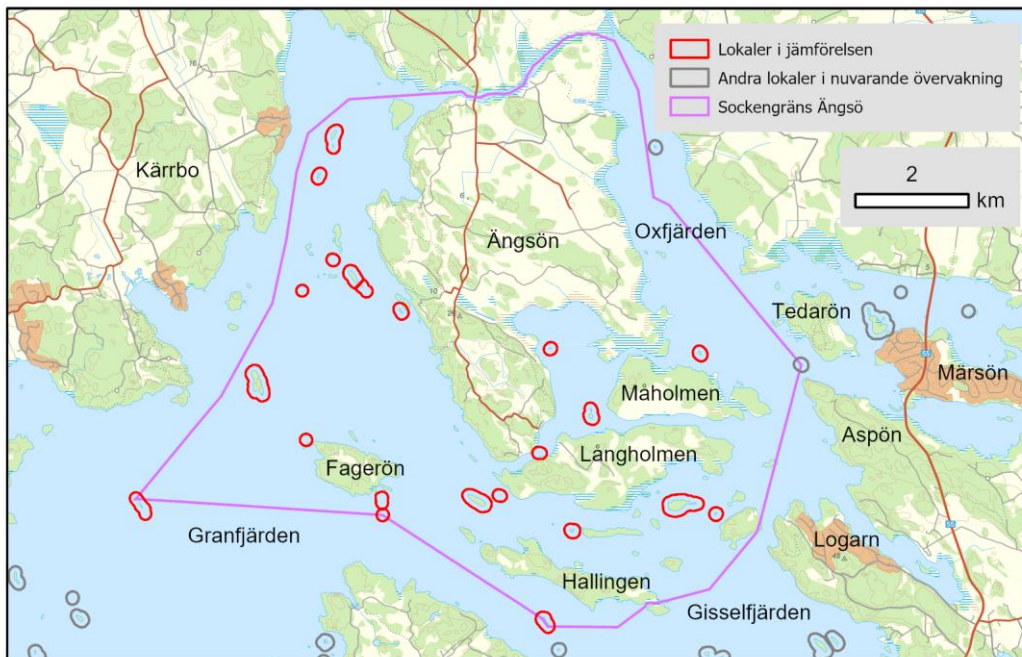 Lokaler i jämförelsen
Andra lokaler i nuvarande övervakning
Sockengräns Ängsö
2
km
Kärrbo
Ängsön
Oxfjärden
Tedarön
Märsön
Måholmen
Aspön
Långholmen
Fagerön
Granfjärden
Logarn
Hallingen
Gisselfjärden